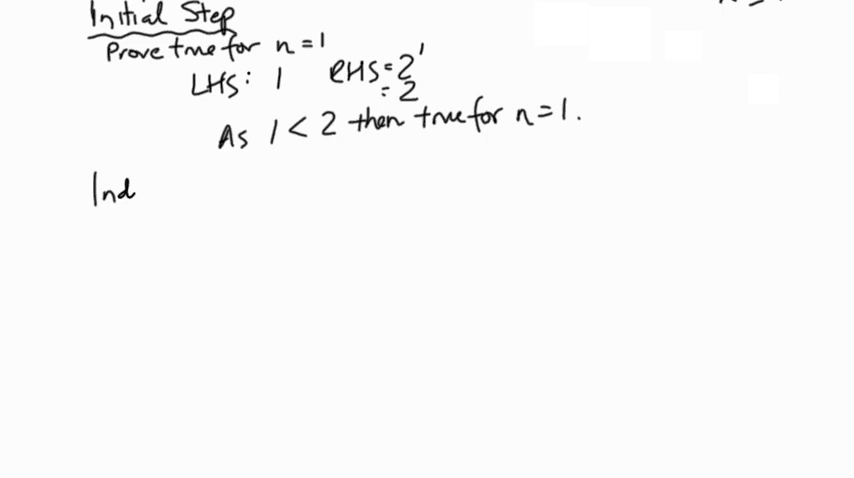 Initial Step
Prove true for n = 1
LHS: 1 RHS = 2¹
= 2
As 1 < 2 then true for n = 1.
Ind